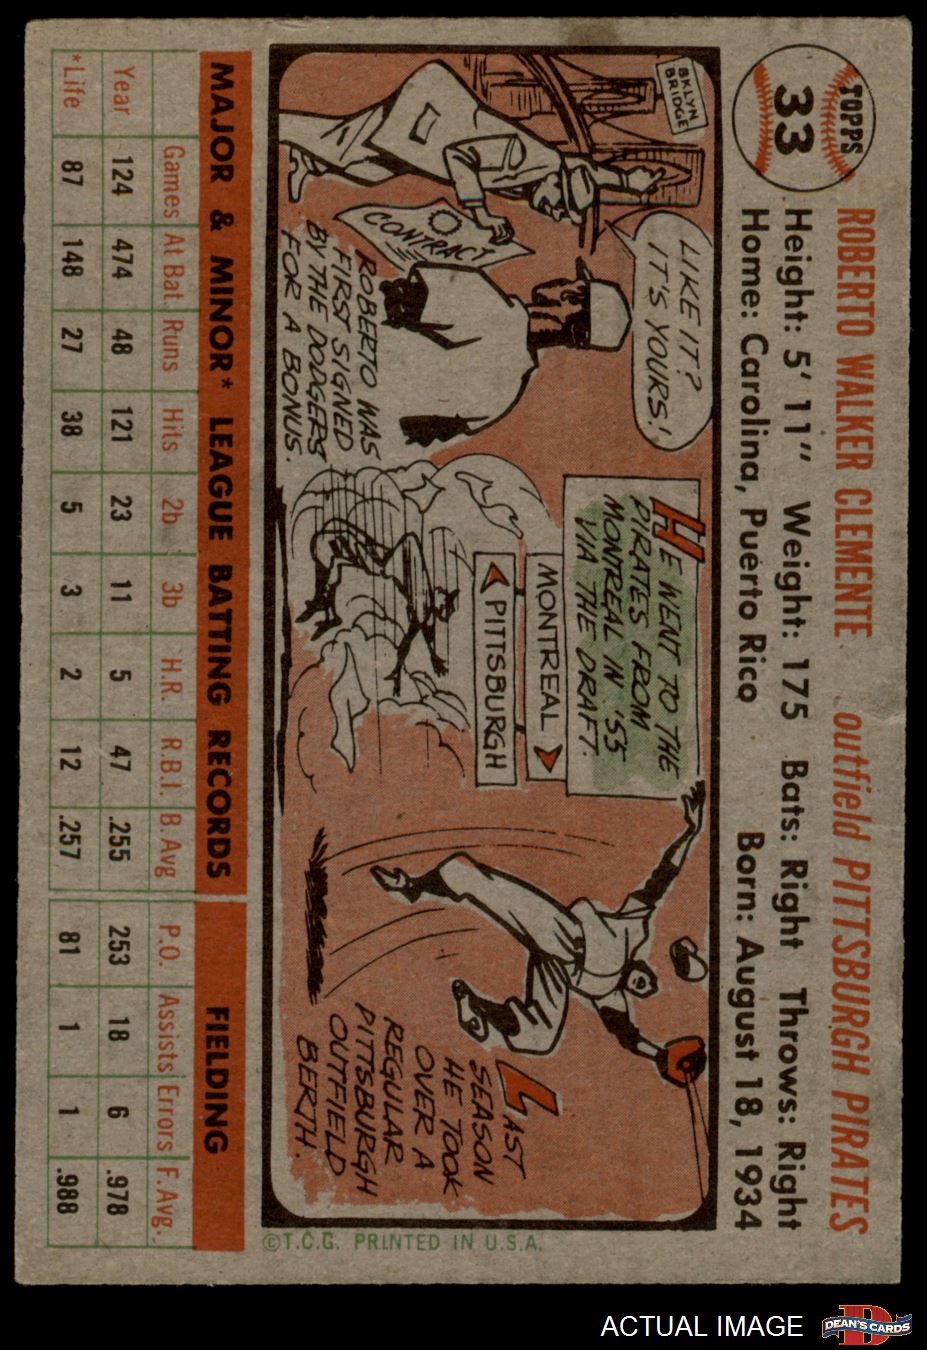 TOPPS
33
ROBERTO WALKER CLEMENTE outfield PITTSBURGH PIRATES
Height: 5' 11" Weight: 175 Bats: Right Throws: Right
Home: Carolina, Puerto Rico Born: August 18, 1934
BKLYN
BRIDGE
LIKE IT?
IT'S YOURS!
CONTRACT
ROBERTO WAS
FIRST SIGNED
BY THE DODGERS
FOR A BONUS.
HE WENT TO THE
PIRATES FROM
MONTREAL IN '55
VIA THE DRAFT.
MONTREAL
PITTSBURGH
LAST
SEASON
HE TOOK
OVER A
REGULAR
PITTSBURGH
OUTFIELD
BERTH.
©T.C.G. PRINTED IN U.S.A.
MAJOR & MINOR* LEAGUE BATTING RECORDS FIELDING
Games At Bat Runs Hits 2b 3b H.R. R.B.I. B.Avg P.O. Assists Errors F.Avg.
Year 124 474 48 121 23 11 5 47 .255 253 18 6 .978
*Life 87 148 27 38 5 3 2 12 .257 81 1 1 .988
ACTUAL IMAGE
DEAN'S CARDS